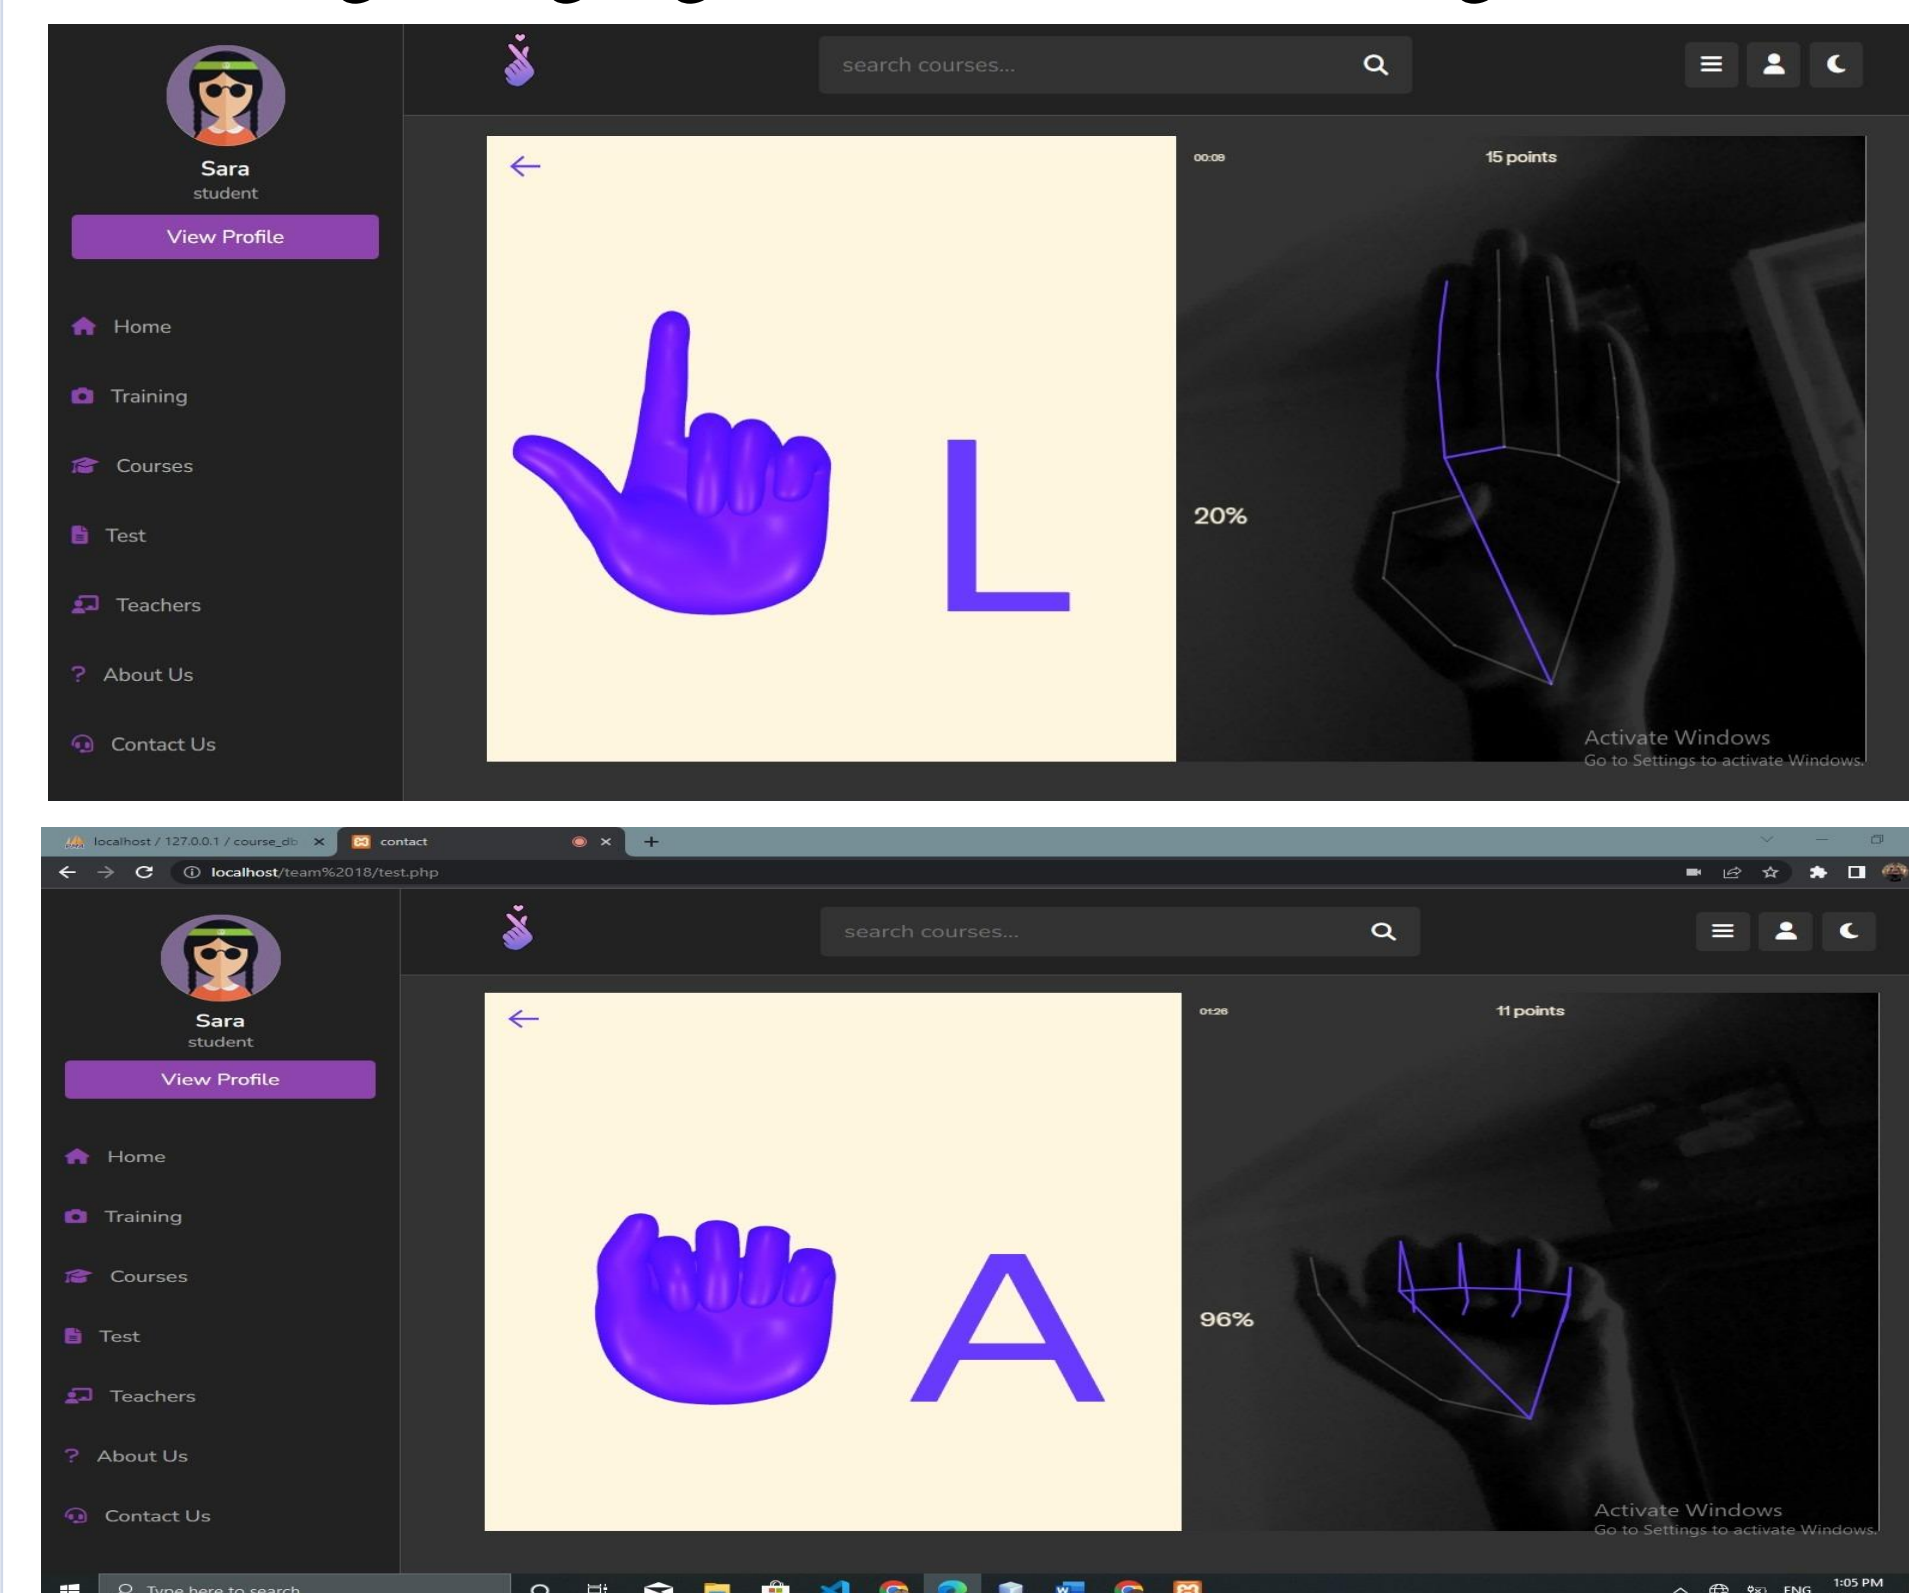 search courses...
Sara
student
View Profile
Home
Training
Courses
Test
Teachers
? About Us
Contact Us
L
00:09
15 points
20%
Activate Windows
Go to Settings to activate Windows.
localhost / 127.0.0.1 / course_db
contact
localhost/team%2018/test.php
search courses...
Sara
student
View Profile
Home
Training
Courses
Test
Teachers
? About Us
Contact Us
A
01:26
11 points
96%
Activate Windows
Go to Settings to activate Windows.
Type here to search
ENG
1:05 PM